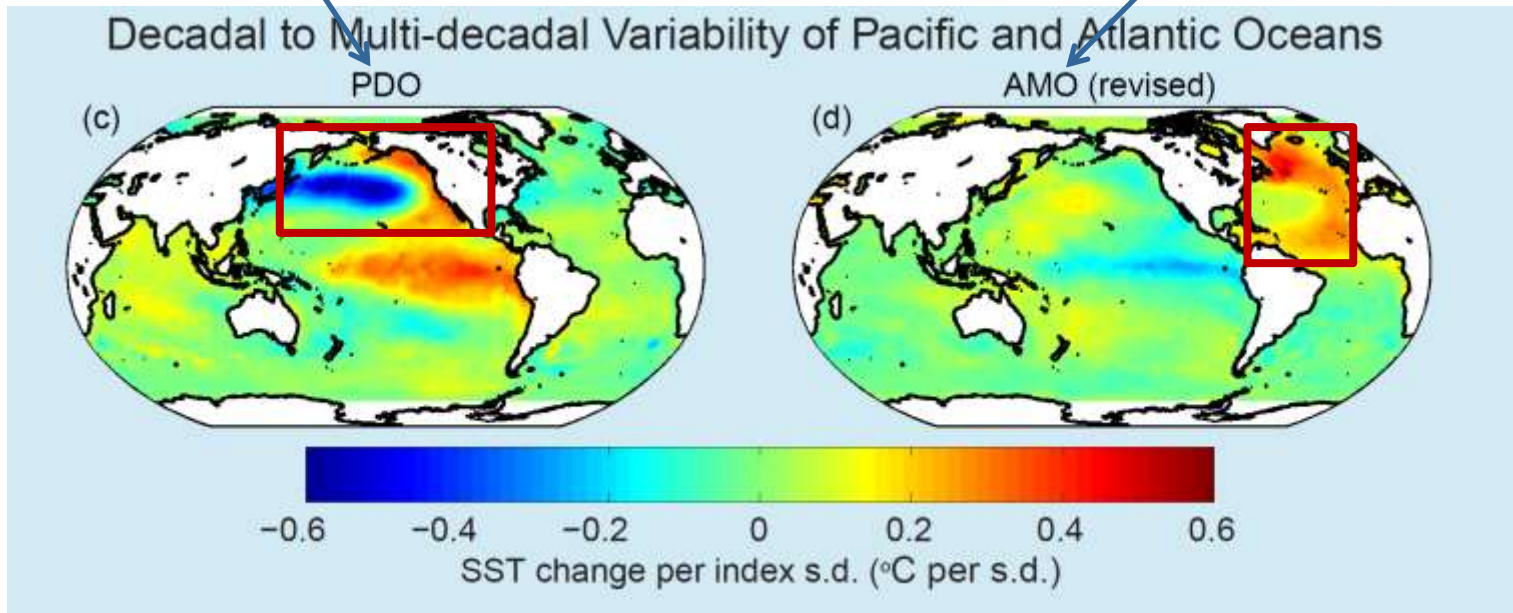 Decadal to Multi-decadal Variability of Pacific and Atlantic Oceans
PDO
AMO (revised)
(c)
(d)
−0.6 −0.4 −0.2 0 0.2 0.4 0.6
SST change per index s.d. (°C per s.d.)